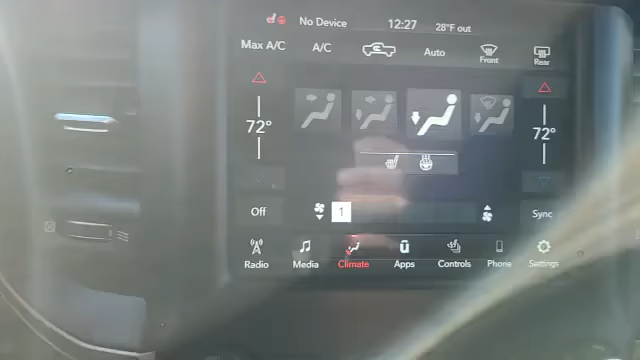 No Device 12:27 28°F out
Max A/C A/C Auto Front Rear
72° 72°
Off 1 Sync
Radio Media Climate Apps Controls Phone Settings